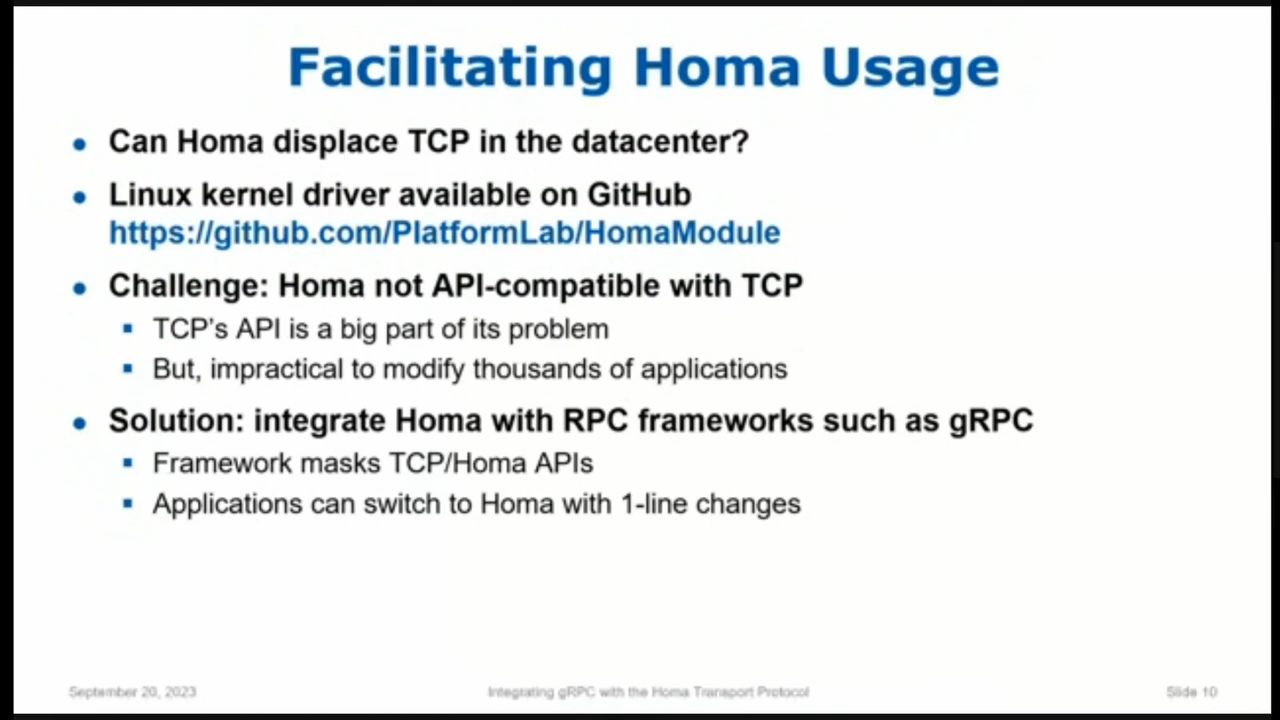 Facilitating Homa Usage
• Can Homa displace TCP in the datacenter?
• Linux kernel driver available on GitHub
https://github.com/PlatformLab/HomaModule
• Challenge: Homa not API-compatible with TCP
▪ TCP’s API is a big part of its problem
▪ But, impractical to modify thousands of applications
• Solution: integrate Homa with RPC frameworks such as gRPC
▪ Framework masks TCP/Homa APIs
▪ Applications can switch to Homa with 1-line changes
September 20, 2023
Integrating gRPC with the Homa Transport Protocol
Slide 10